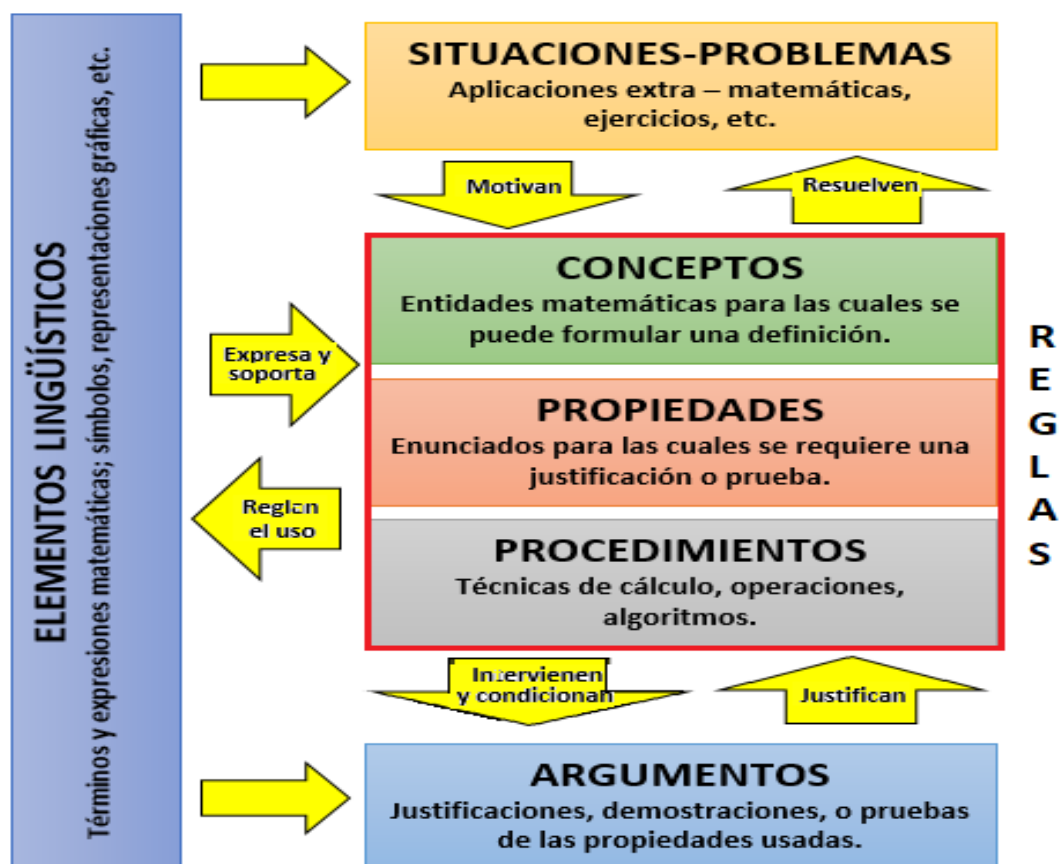 ELEMENTOS LINGÜÍSTICOS
Términos y expresiones matemáticas; símbolos, representaciones gráficas, etc.
SITUACIONES-PROBLEMAS
Aplicaciones extra – matemáticas,
ejercicios, etc.
Motivan
Resuelven
CONCEPTOS
Entidades matemáticas para las cuales se
puede formular una definición.
Expresa y
soporta
PROPIEDADES
Enunciados para las cuales se requiere una
justificación o prueba.
Reglan
el uso
PROCEDIMIENTOS
Técnicas de cálculo, operaciones,
algoritmos.
REGLAS
Intervienen
y condicionan
Justifican
ARGUMENTOS
Justificaciones, demostraciones, o pruebas
de las propiedades usadas.